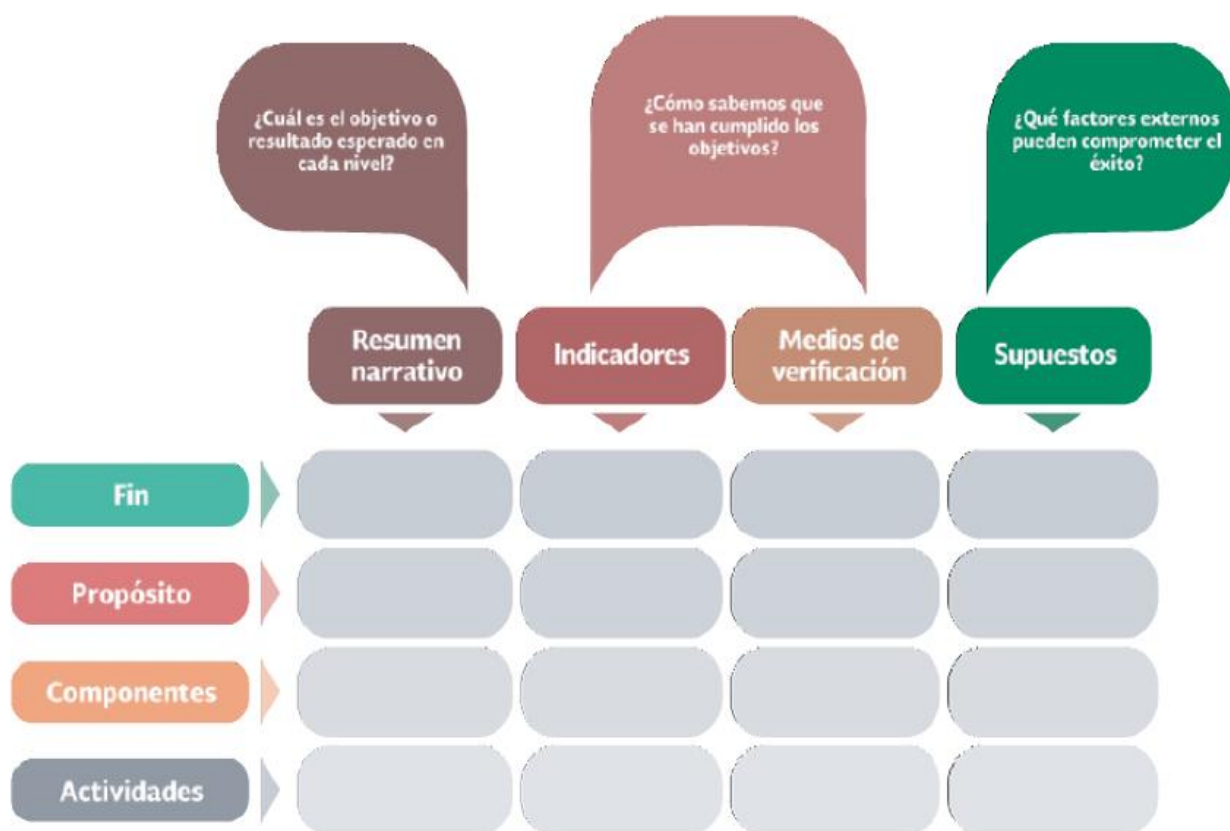 ¿Cuál es el objetivo o
resultado esperado en
cada nivel?
¿Cómo sabemos que
se han cumplido los
objetivos?
¿Qué factores externos
pueden comprometer el
éxito?
Resumen
narrativo
Indicadores
Medios de
verificación
Supuestos
Fin
Propósito
Componentes
Actividades